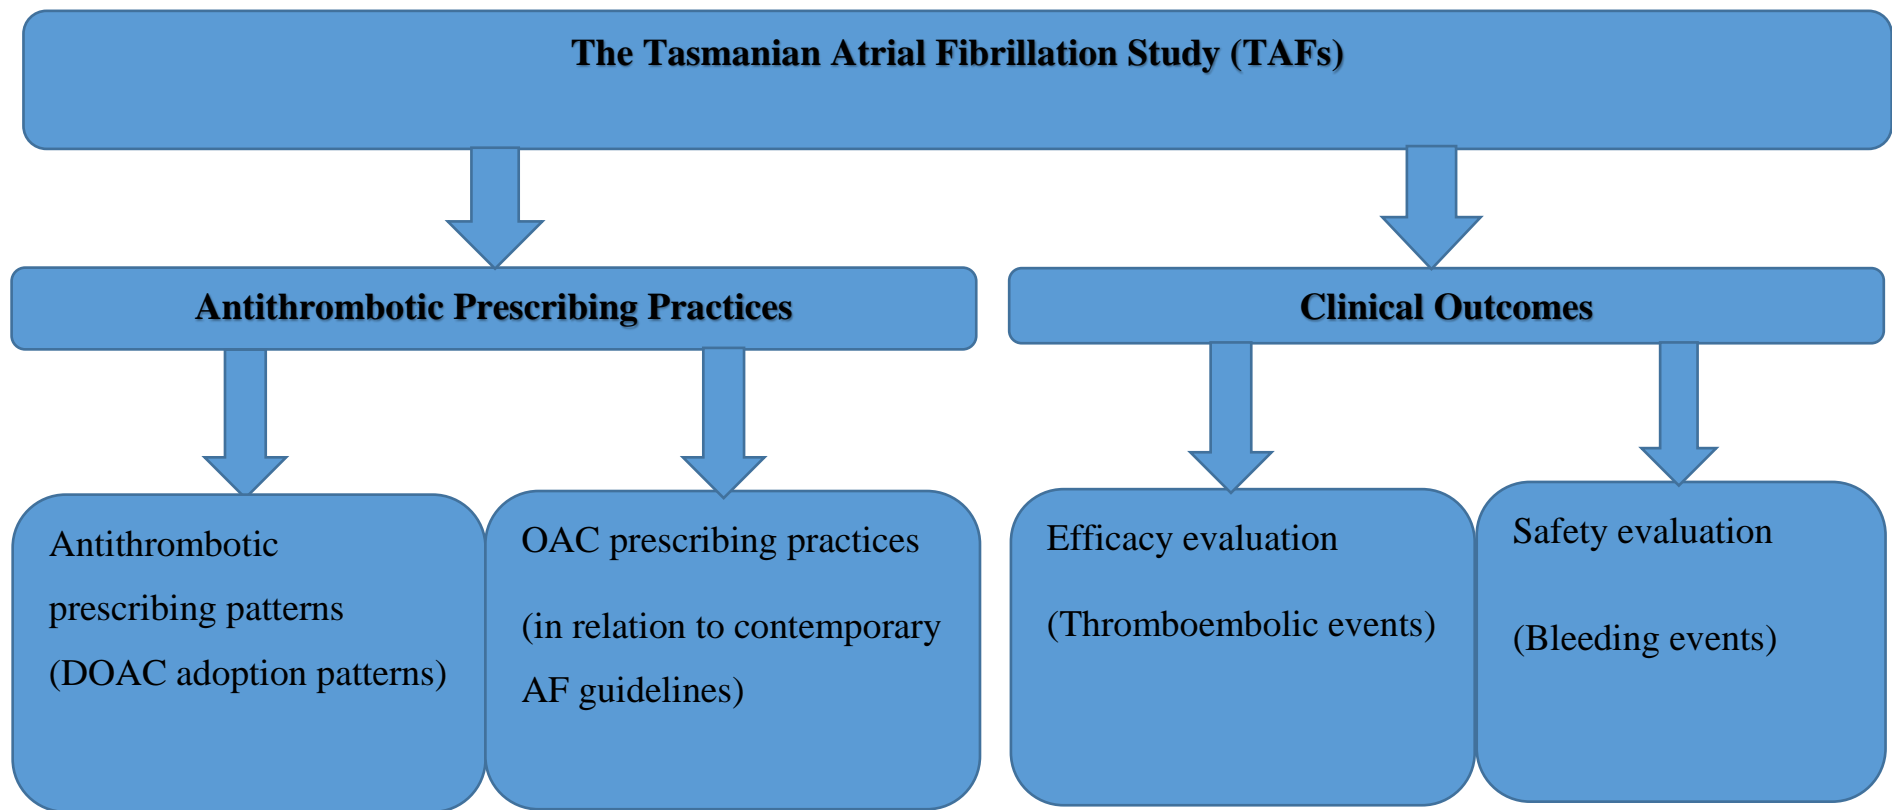 The Tasmanian Atrial Fibrillation Study (TAFs)
Antithrombotic Prescribing Practices
Clinical Outcomes
Antithrombotic
prescribing patterns
(DOAC adoption patterns)
OAC prescribing practices
(in relation to contemporary
AF guidelines)
Efficacy evaluation
(Thromboembolic events)
Safety evaluation
(Bleeding events)